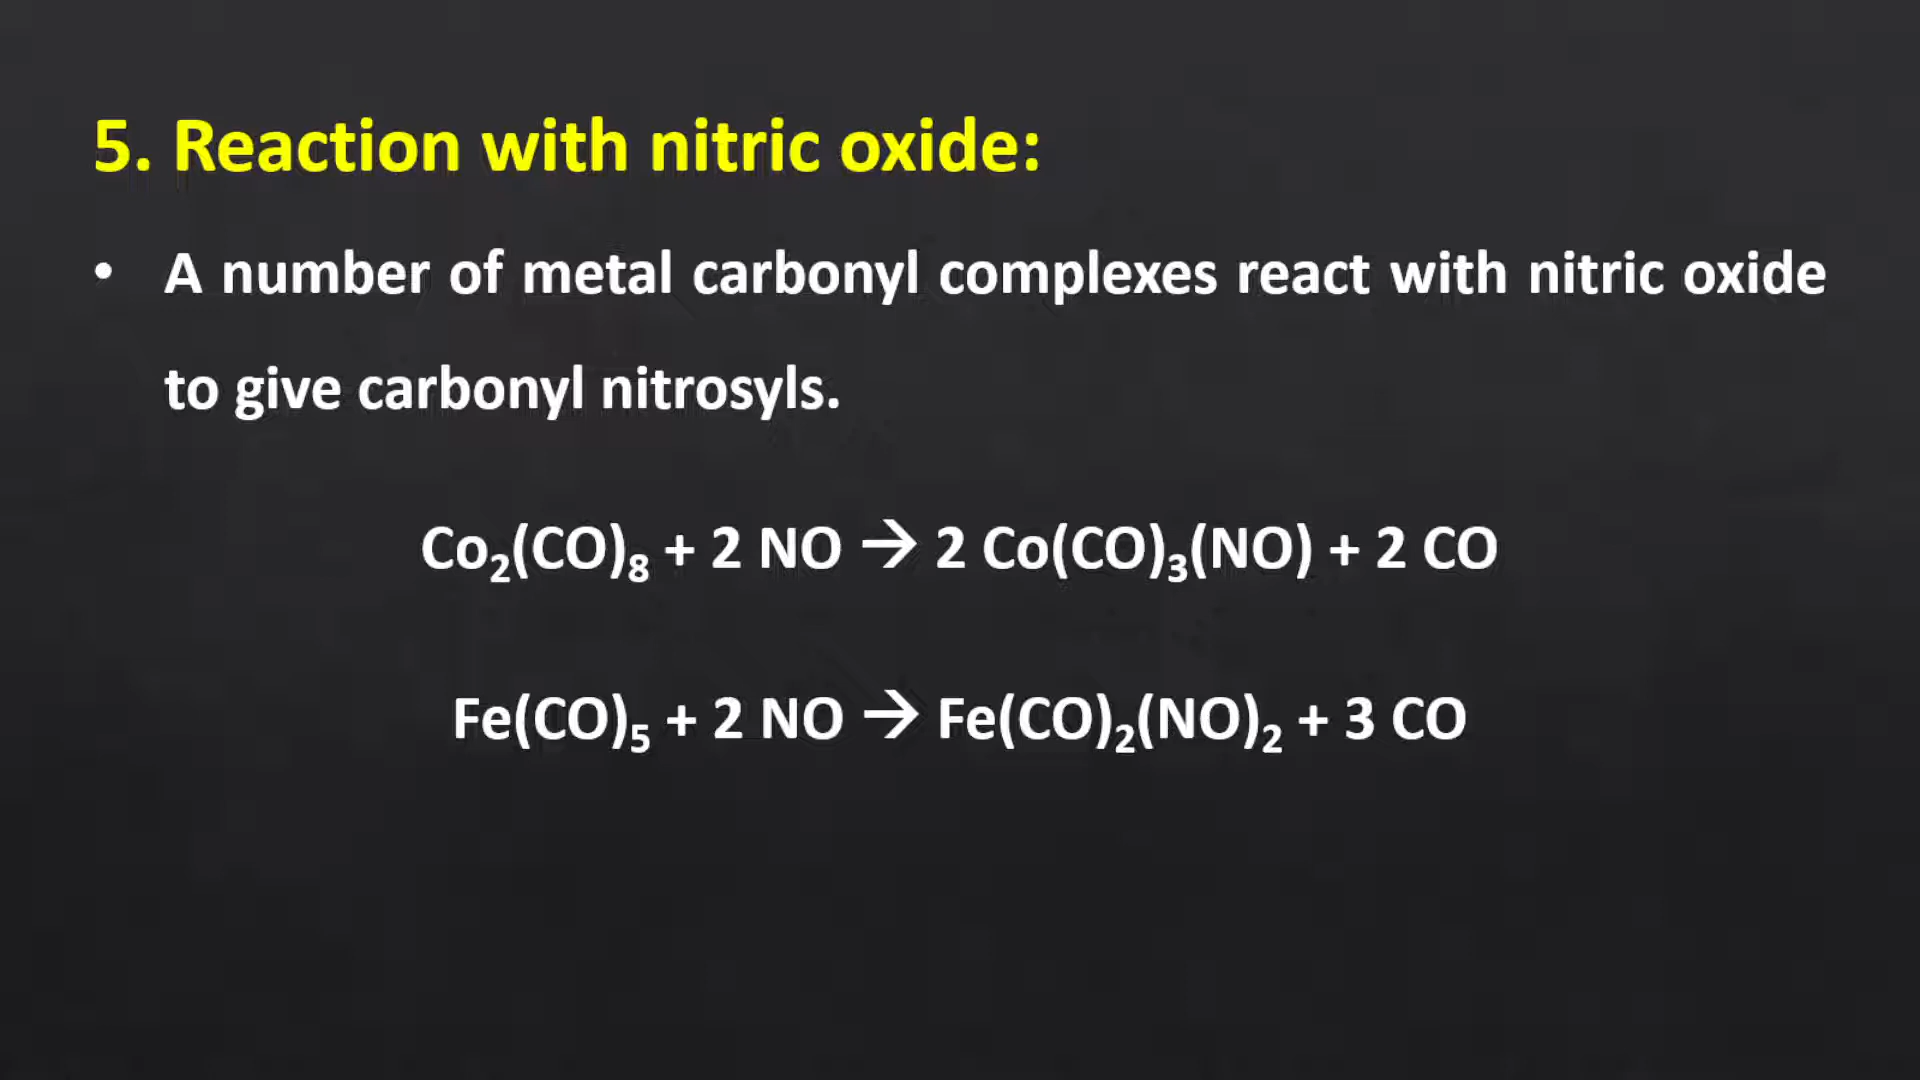 5. Reaction with nitric oxide:
• A number of metal carbonyl complexes react with nitric oxide
to give carbonyl nitrosyls.
Co₂(CO)₈ + 2 NO → 2 Co(CO)₃(NO) + 2 CO
Fe(CO)₅ + 2 NO → Fe(CO)₂(NO)₂ + 3 CO